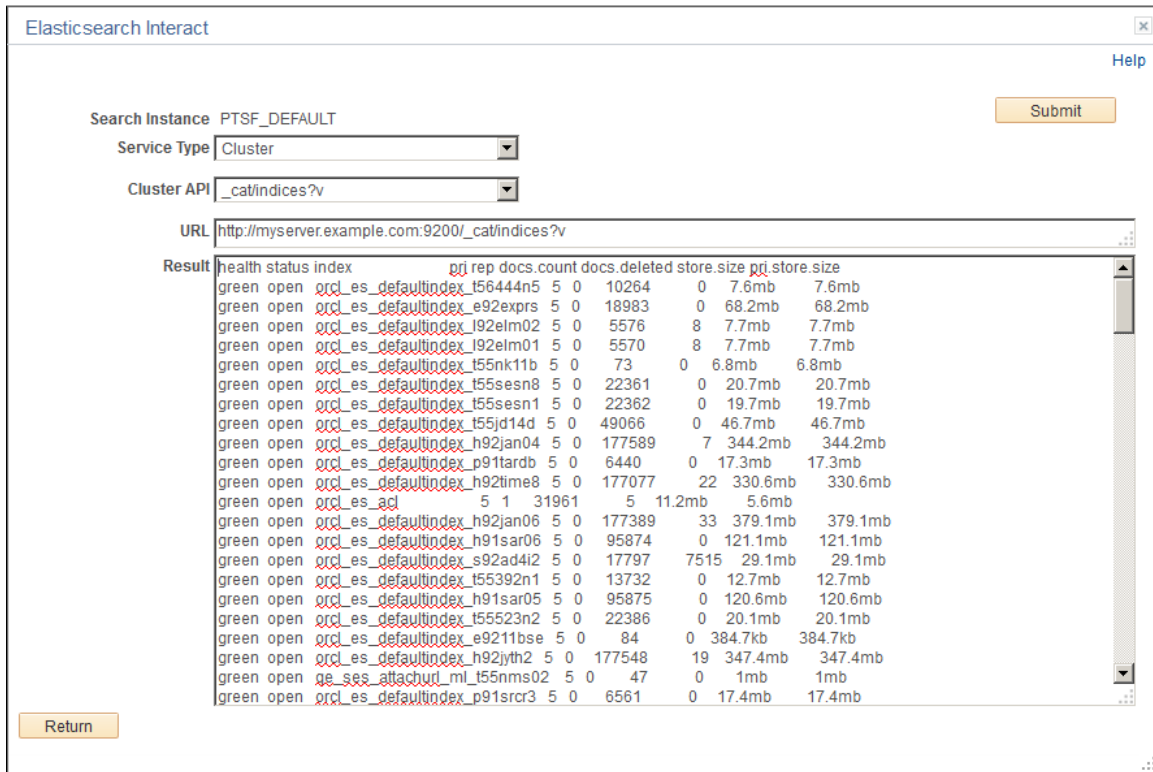 Elasticsearch Interact
Help
Submit
Search Instance PTSF_DEFAULT
Service Type Cluster
Cluster API _cat/indices?v
URL http://myserver.example.com:9200/_cat/indices?v
Result health status index pri rep docs.count docs.deleted store.size pri.store.size
green open orcl_es_defaultindex_t56444n5 5 0 10264 0 7.6mb 7.6mb
green open orcl_es_defaultindex_e92exprs 5 0 18983 0 68.2mb 68.2mb
green open orcl_es_defaultindex_l92elm02 5 0 5576 8 7.7mb 7.7mb
green open orcl_es_defaultindex_l92elm01 5 0 5570 8 7.7mb 7.7mb
green open orcl_es_defaultindex_t55nk11b 5 0 73 0 6.8mb 6.8mb
green open orcl_es_defaultindex_t55sesn8 5 0 22361 0 20.7mb 20.7mb
green open orcl_es_defaultindex_t55sesn1 5 0 22362 0 19.7mb 19.7mb
green open orcl_es_defaultindex_t55jd14d 5 0 49066 0 46.7mb 46.7mb
green open orcl_es_defaultindex_h92jan04 5 0 177589 7 344.2mb 344.2mb
green open orcl_es_defaultindex_p91tardb 5 0 6440 0 17.3mb 17.3mb
green open orcl_es_defaultindex_h92time8 5 0 177077 22 330.6mb 330.6mb
green open orcl_es_acl 5 1 31961 5 11.2mb 5.6mb
green open orcl_es_defaultindex_h92jan06 5 0 177389 33 379.1mb 379.1mb
green open orcl_es_defaultindex_h91sar06 5 0 95874 0 121.1mb 121.1mb
green open orcl_es_defaultindex_s92ad4i2 5 0 17797 7515 29.1mb 29.1mb
green open orcl_es_defaultindex_t55392n1 5 0 13732 0 12.7mb 12.7mb
green open orcl_es_defaultindex_h91sar05 5 0 95875 0 120.6mb 120.6mb
green open orcl_es_defaultindex_t55523n2 5 0 22386 0 20.1mb 20.1mb
green open orcl_es_defaultindex_e9211bse 5 0 84 0 384.7kb 384.7kb
green open orcl_es_defaultindex_h92jyth2 5 0 177548 19 347.4mb 347.4mb
green open qe_ses_attachurl_ml_t55nms02 5 0 47 0 1mb 1mb
green open orcl_es_defaultindex_p91srcr3 5 0 6561 0 17.4mb 17.4mb
Return